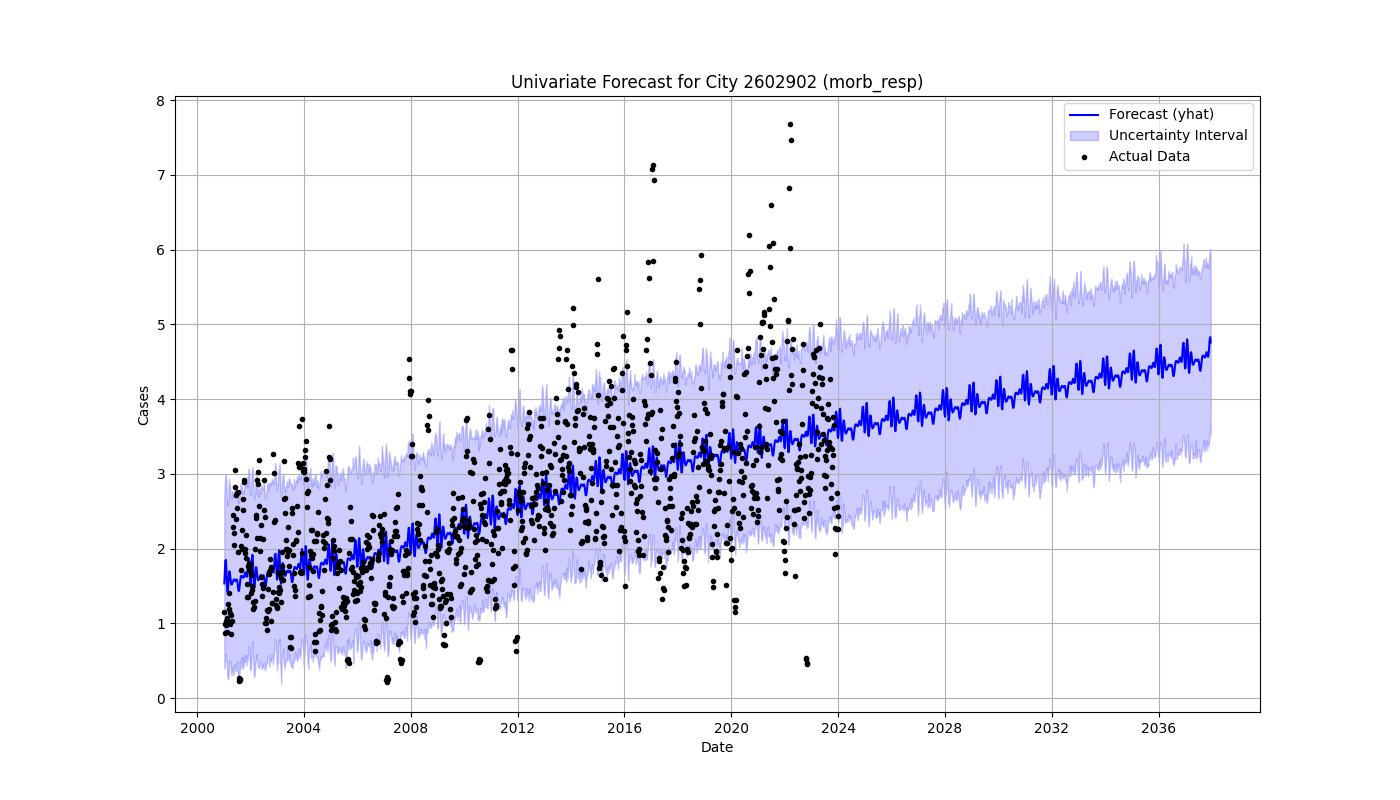 Univariate Forecast for City 2602902 (morb_resp)
Forecast (yhat)
Uncertainty Interval
Actual Data
8
7
6
5
4
3
2
1
0
Cases
2000 2004 2008 2012 2016 2020 2024 2028 2032 2036
Date